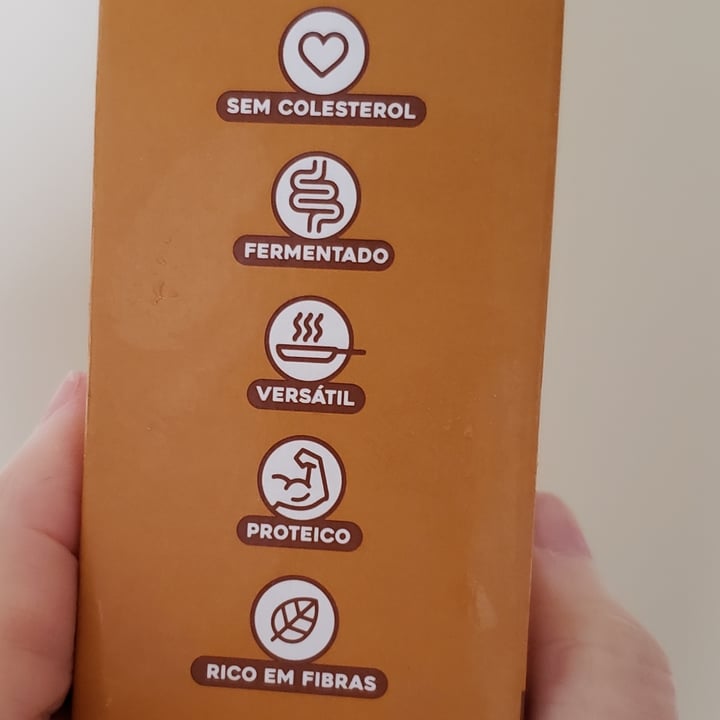 SEM COLESTEROL
FERMENTADO
VERSÁTIL
PROTEICO
RICO EM FIBRAS